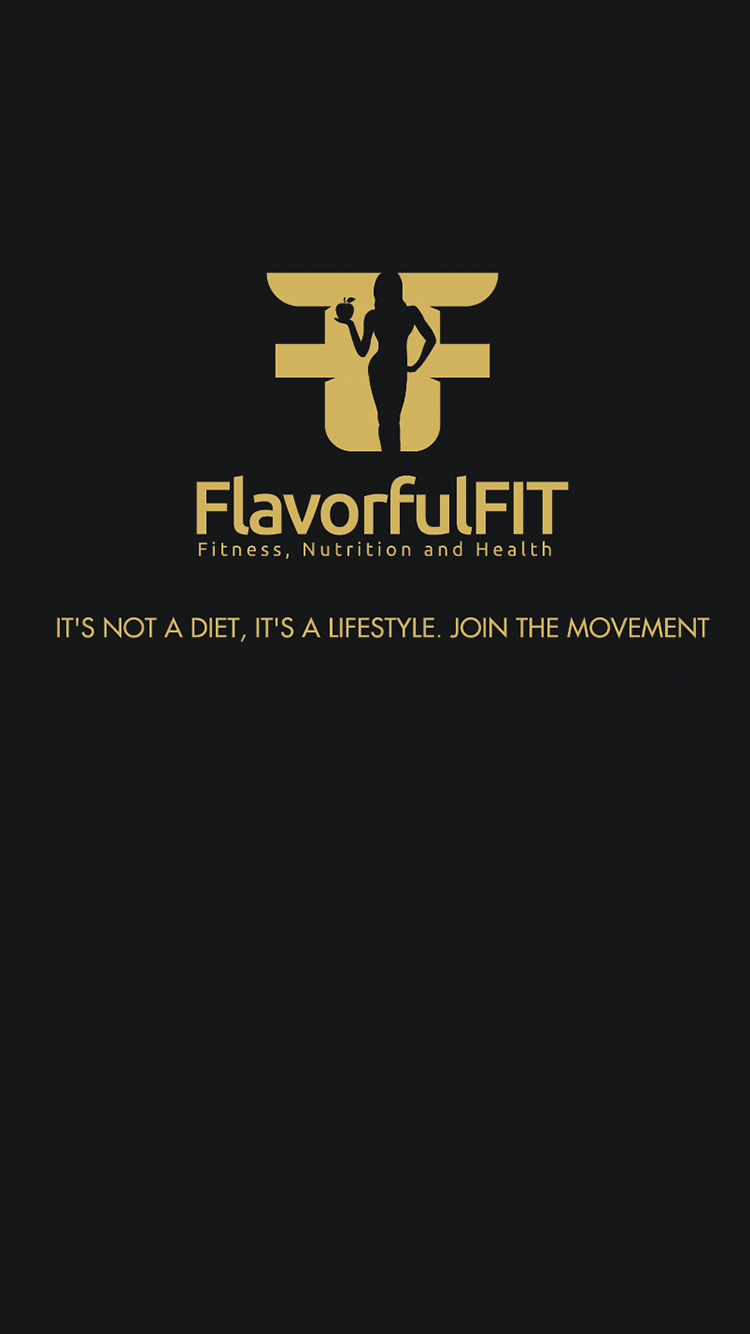 FlavorfulFIT
Fitness, Nutrition and Health
IT'S NOT A DIET, IT'S A LIFESTYLE. JOIN THE MOVEMENT